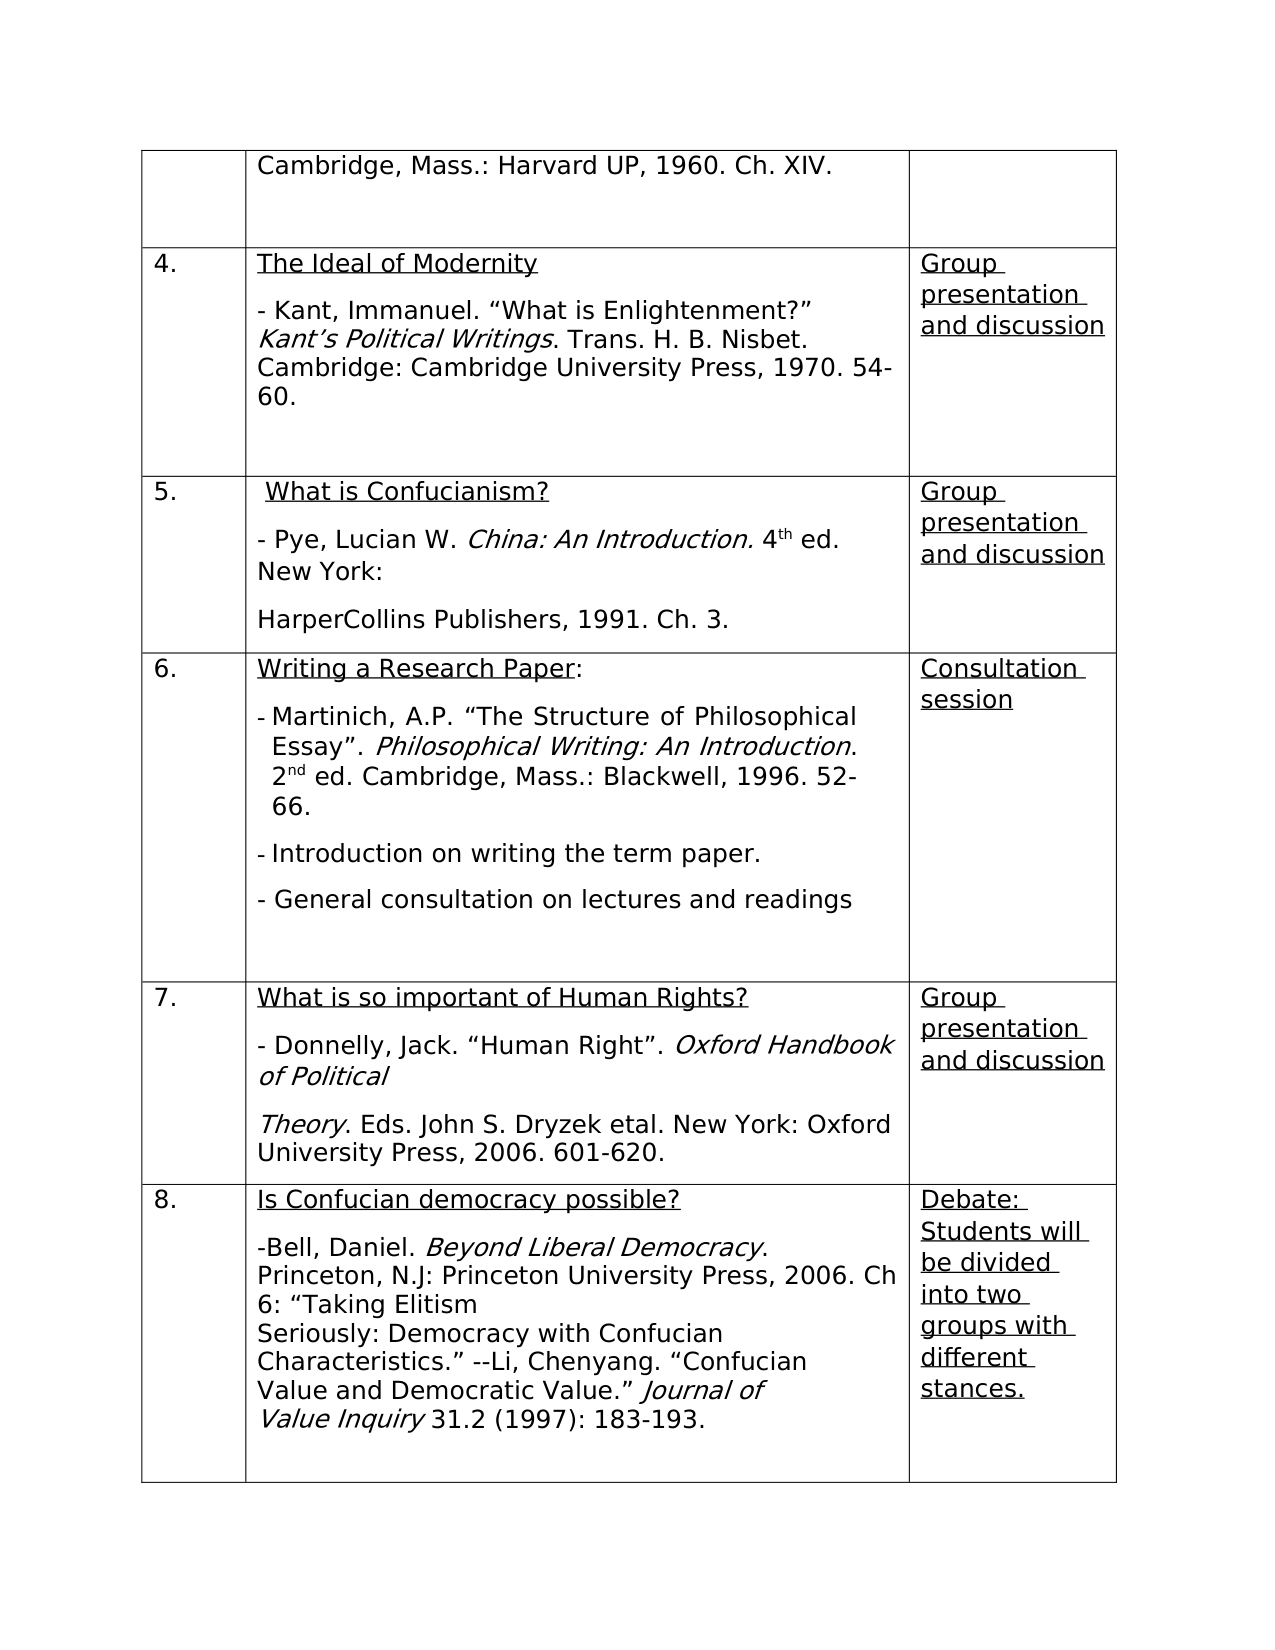 Cambridge, Mass.: Harvard UP, 1960. Ch. XIV.
4.
The Ideal of Modernity
- Kant, Immanuel. “What is Enlightenment?”
Kant’s Political Writings. Trans. H. B. Nisbet.
Cambridge: Cambridge University Press, 1970. 54-
60.
Group
presentation
and discussion
5.
What is Confucianism?
- Pye, Lucian W. China: An Introduction. 4th ed.
New York:
HarperCollins Publishers, 1991. Ch. 3.
Group
presentation
and discussion
6.
Writing a Research Paper:
- Martinich, A.P. “The Structure of Philosophical
Essay”. Philosophical Writing: An Introduction.
2nd ed. Cambridge, Mass.: Blackwell, 1996. 52-
66.
- Introduction on writing the term paper.
- General consultation on lectures and readings
Consultation
session
7.
What is so important of Human Rights?
- Donnelly, Jack. “Human Right”. Oxford Handbook
of Political
Theory. Eds. John S. Dryzek etal. New York: Oxford
University Press, 2006. 601-620.
Group
presentation
and discussion
8.
Is Confucian democracy possible?
-Bell, Daniel. Beyond Liberal Democracy.
Princeton, N.J: Princeton University Press, 2006. Ch
6: “Taking Elitism
Seriously: Democracy with Confucian
Characteristics.” --Li, Chenyang. “Confucian
Value and Democratic Value.” Journal of
Value Inquiry 31.2 (1997): 183-193.
Debate:
Students will
be divided
into two
groups with
different
stances.